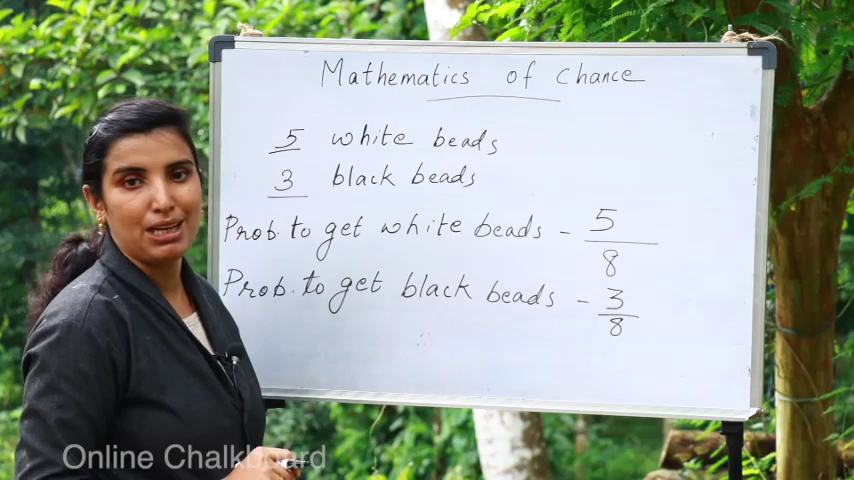 Mathematics of Chance
5 white beads
3 black beads
Prob. to get white beads - 5/8
Prob. to get black beads - 3/8
Online Chalkboard